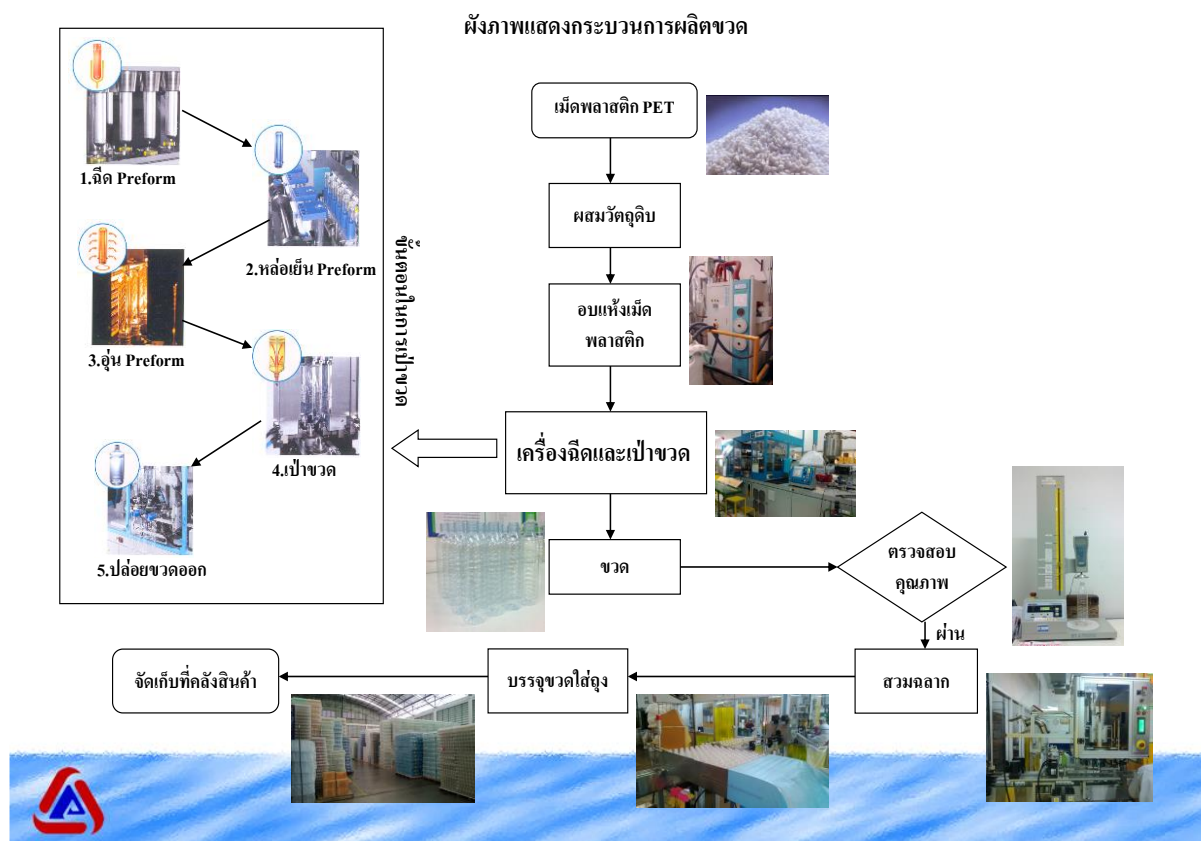 ผังภาพแสดงกระบวนการผลิตขวด
เม็ดพลาสติก PET
ผสมวัตถุดิบ
อบแห้งเม็ด
พลาสติก
เครื่องฉีดและเป่าขวด
ขั้นตอนในการเป่าขวด
1.ฉีด Preform
2.หล่อเย็น Preform
3.อุ่น Preform
4.เป่าขวด
5.ปล่อยขวดออก
ขวด
ตรวจสอบ
คุณภาพ
ผ่าน
สวมฉลาก
บรรจุขวดใส่ถุง
จัดเก็บที่คลังสินค้า